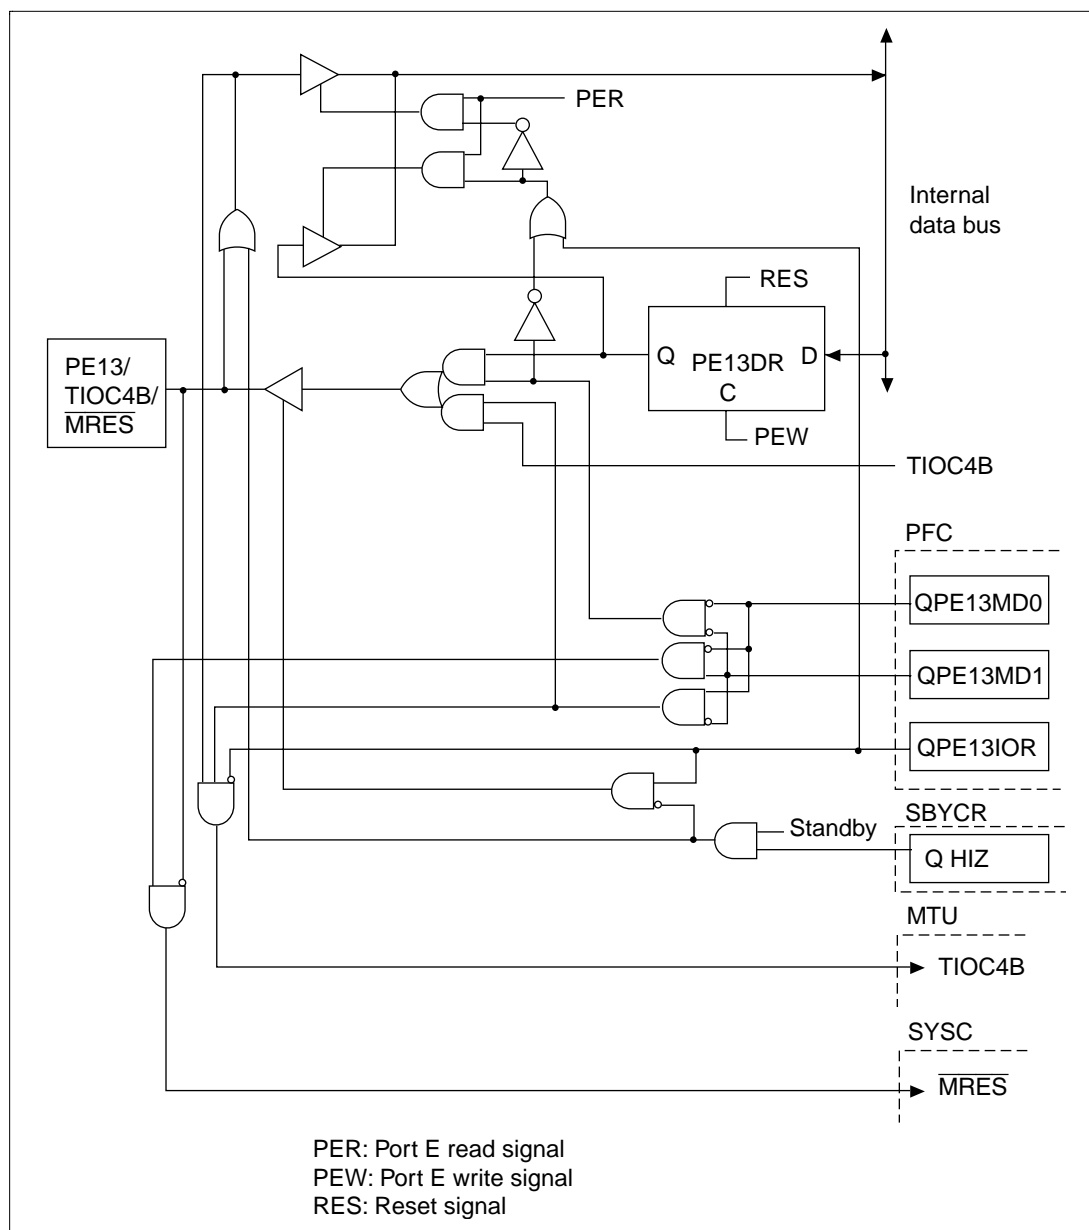 PER
Internal
data bus
RES
Q
D
PE13DR
C
PEW
PE13/
TIOC4B/
MRES
TIOC4B
PFC
QPE13MD0
QPE13MD1
QPE13IOR
SBYCR
Standby
Q HIZ
MTU
TIOC4B
SYSC
MRES
PER: Port E read signal
PEW: Port E write signal
RES: Reset signal